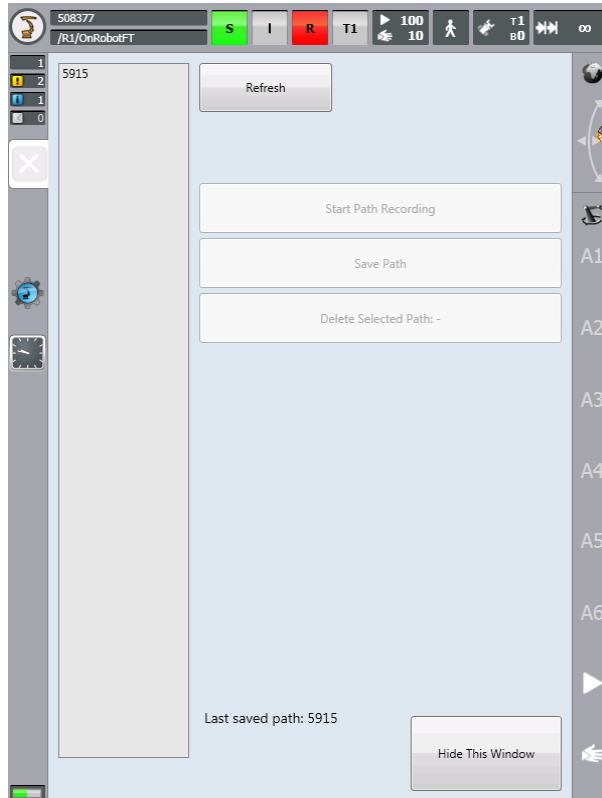 508377
/R1/OnRobotFT
S
I
R
T1
100
10
T1
B0
∞
1
2
1
0
5915
Refresh
Start Path Recording
Save Path
Delete Selected Path: -
A1
A2
A3
A4
A5
A6
Last saved path: 5915
Hide This Window